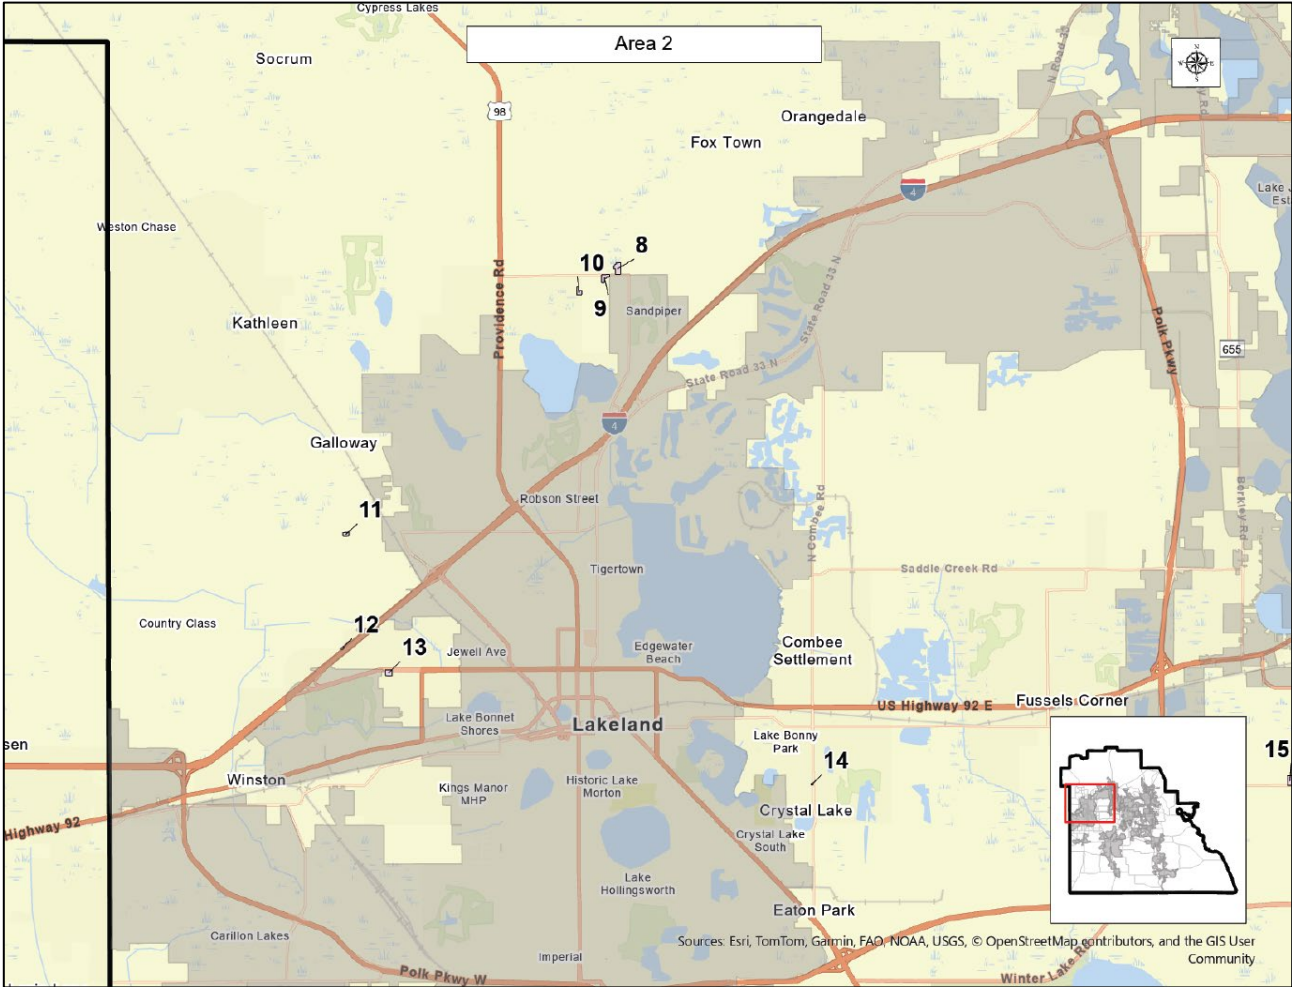 Cypress Lakes
Area 2
Socrum
N Road 33
N
W E
S
98
Orangedale
Fox Town
4
Lake
Est
Weston Chase
8
10
9
Providence Rd
Sandpiper
State Road 33 N
Kathleen
Polk Pkwy
655
State Road 33 N
4
Galloway
Robson Street
11
N Combee Rd
Berkley Rd
Tigertown
Saddle Creek Rd
Country Class
12
13
Jewell Ave
Edgewater
Beach
Combee
Settlement
US Highway 92 E
Fussels Corner
Lake Bonnet
Shores
Lakeland
sen
Lake Bonny
Park
15
14
Winston
Kings Manor
MHP
Historic Lake
Morton
Crystal Lake
Highway 92
Crystal Lake
South
Lake
Hollingsworth
Eaton Park
Carillon Lakes
Imperial
Sources: Esri, TomTom, Garmin, FAO, NOAA, USGS, © OpenStreetMap contributors, and the GIS User
Community
Polk Pkwy W
Winter Lake Rd